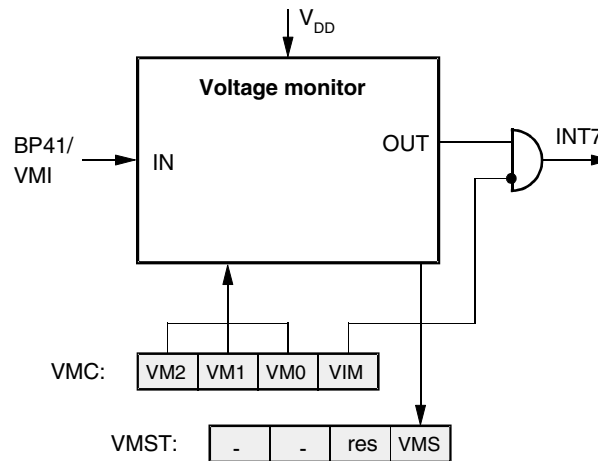 VDD
Voltage monitor
BP41/
VMI
IN
OUT
INT7
VMC: VM2 VM1 VM0 VIM
VMST: - - res VMS